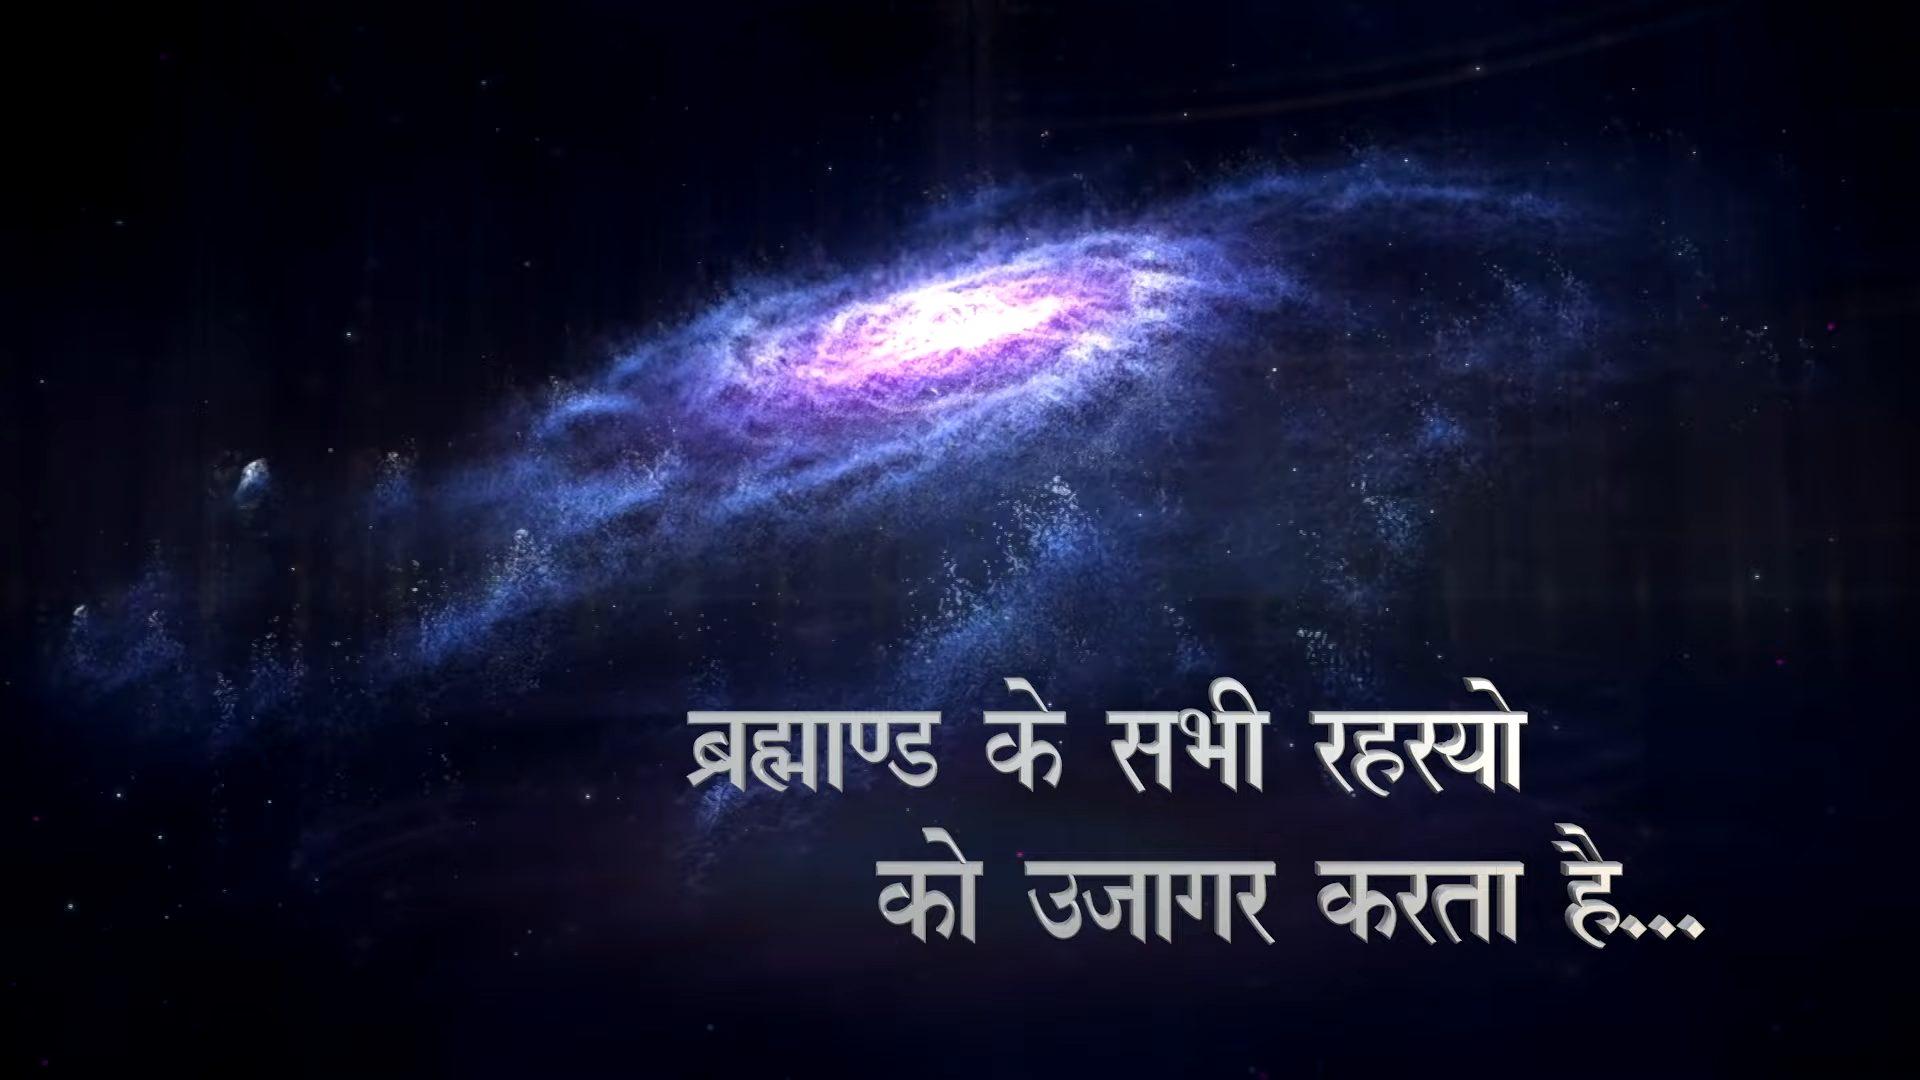 ब्रह्माण्ड के सभी रहस्यो
को उजागर करता है...